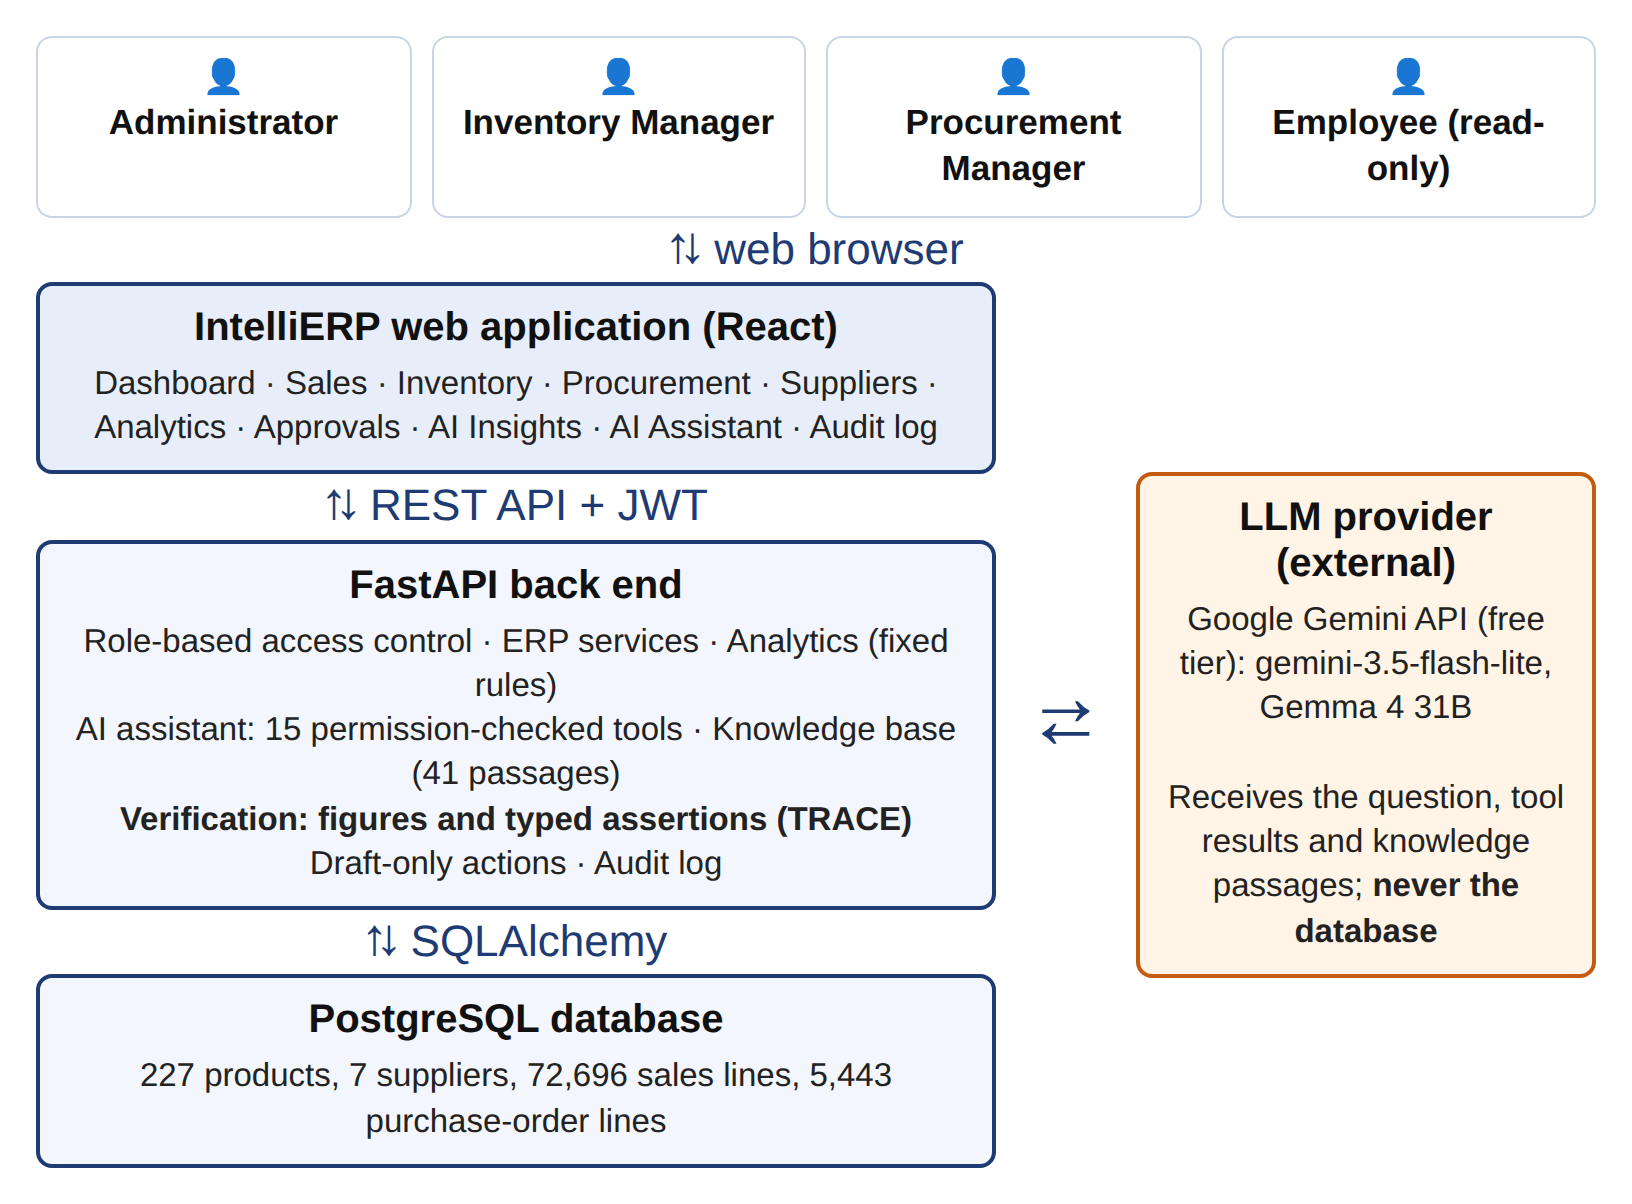 Administrator
Inventory Manager
Procurement
Manager
Employee (read-
only)
⇅ web browser
IntelliERP web application (React)
Dashboard · Sales · Inventory · Procurement · Suppliers ·
Analytics · Approvals · AI Insights · AI Assistant · Audit log
⇅ REST API + JWT
FastAPI back end
Role-based access control · ERP services · Analytics (fixed
rules)
AI assistant: 15 permission-checked tools · Knowledge base
(41 passages)
Verification: figures and typed assertions (TRACE)
Draft-only actions · Audit log
⇄
LLM provider
(external)
Google Gemini API (free
tier): gemini-3.5-flash-lite,
Gemma 4 31B
Receives the question, tool
results and knowledge
passages; never the
database
⇅ SQLAlchemy
PostgreSQL database
227 products, 7 suppliers, 72,696 sales lines, 5,443
purchase-order lines